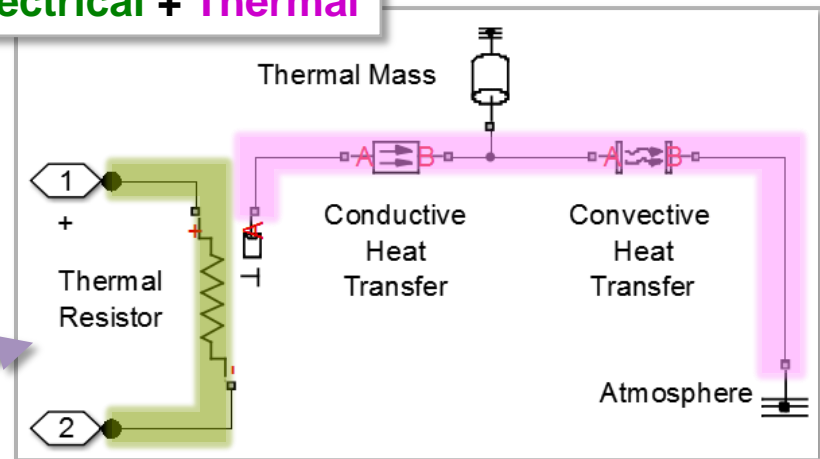 ectrical + Thermal
Thermal Mass
A
B
A
B
1
+
+
A
T
Conductive
Heat
Transfer
Convective
Heat
Transfer
Thermal
Resistor
-
Atmosphere
2